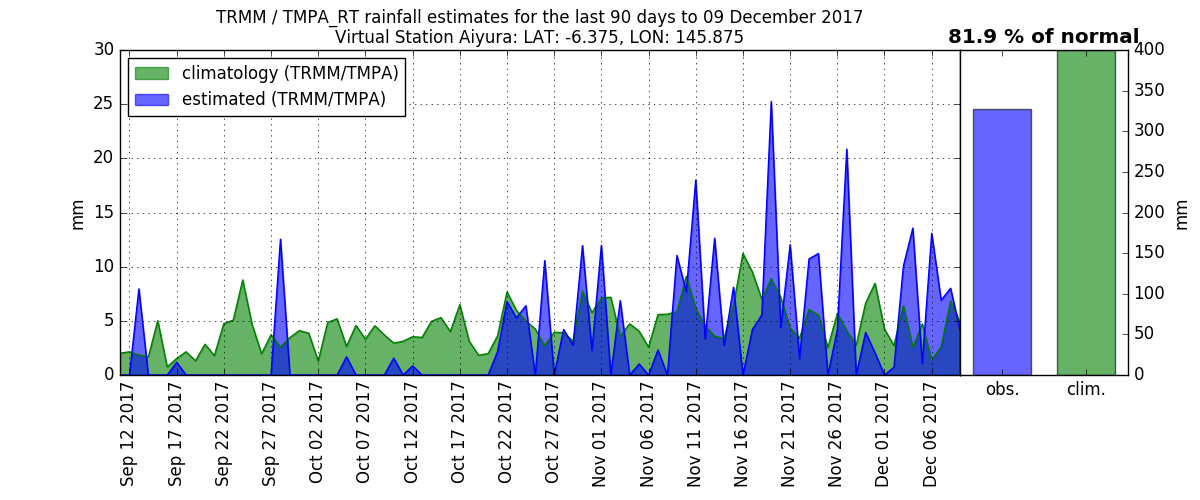 TRMM / TMPA_RT rainfall estimates for the last 90 days to 09 December 2017
Virtual Station Aiyura: LAT: -6.375, LON: 145.875
81.9 % of normal
climatology (TRMM/TMPA)
estimated (TRMM/TMPA)
30
25
20
15
10
5
0
mm
Sep 12 2017
Sep 17 2017
Sep 22 2017
Sep 27 2017
Oct 02 2017
Oct 07 2017
Oct 12 2017
Oct 17 2017
Oct 22 2017
Oct 27 2017
Nov 01 2017
Nov 06 2017
Nov 11 2017
Nov 16 2017
Nov 21 2017
Nov 26 2017
Dec 01 2017
Dec 06 2017
obs.
clim.
400
350
300
250
200
150
100
50
0
mm